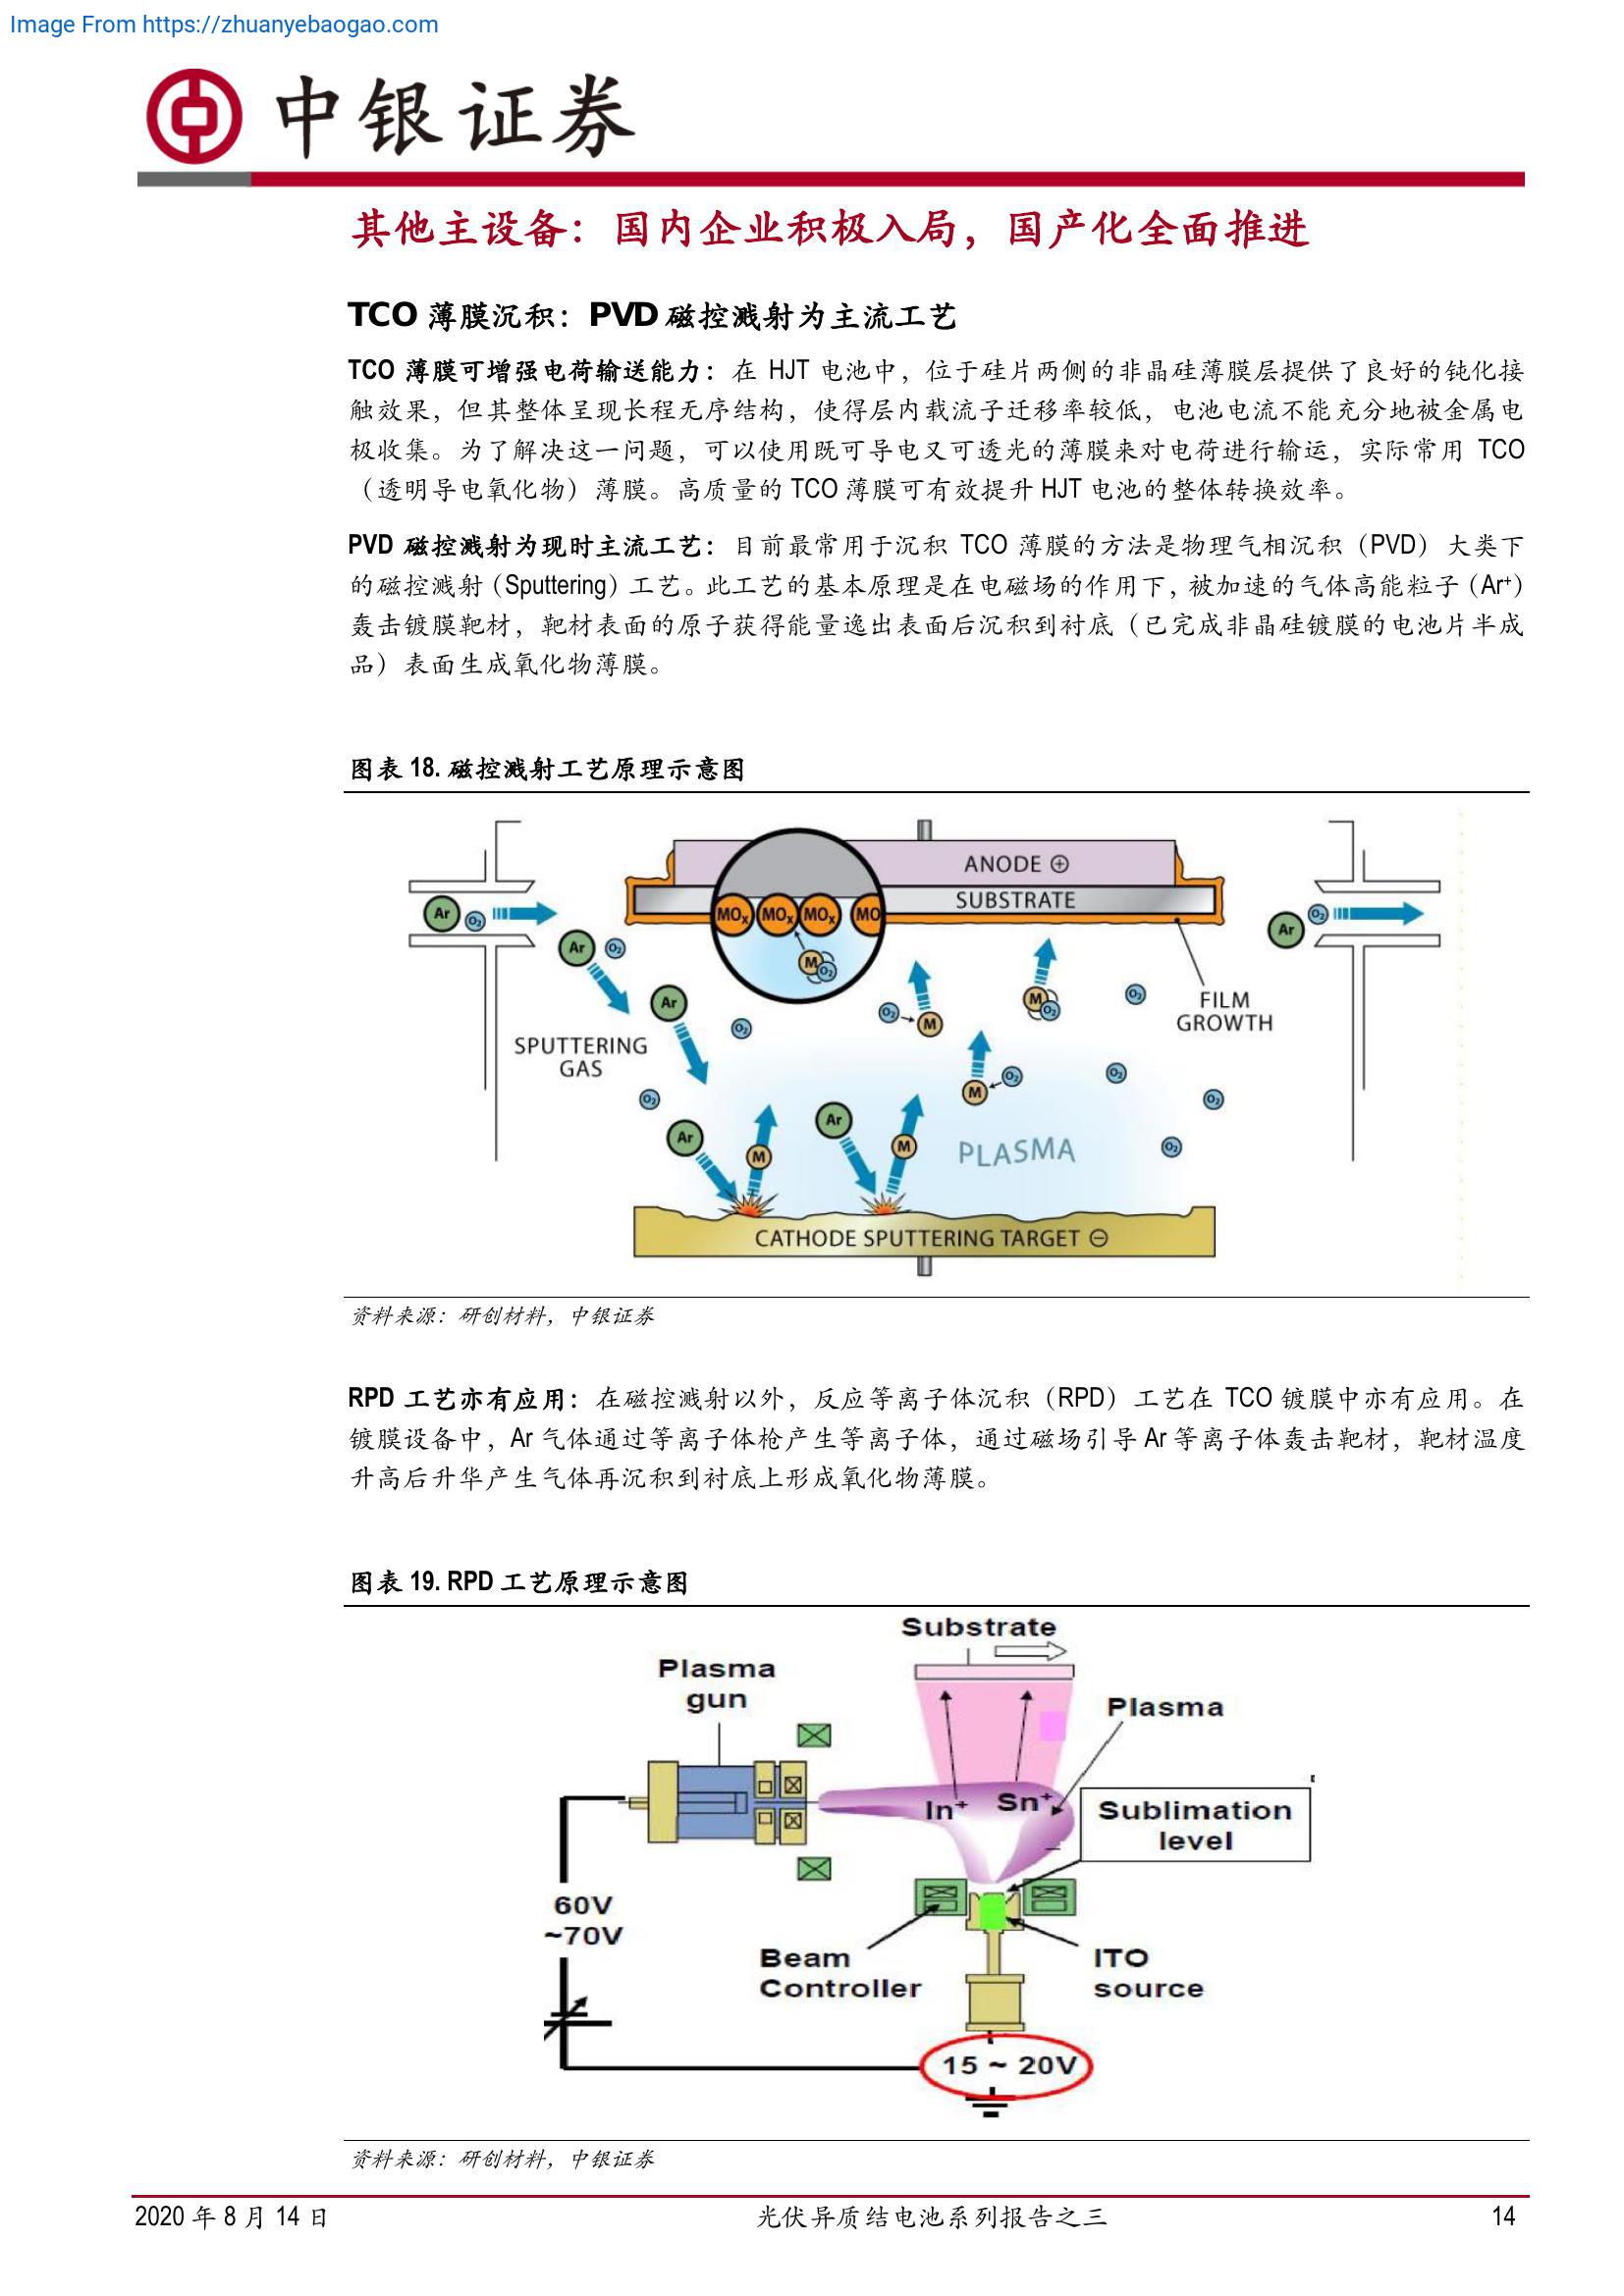 Image From https://zhuanyebaogao.com
中银证券
其他主设备：国内企业积极入局，国产化全面推进
TCO 薄膜沉积：PVD 磁控溅射为主流工艺
TCO 薄膜可增强电荷输送能力：在 HJT 电池中，位于硅片两侧的非晶硅薄膜层提供了良好的钝化接
触效果，但其整体呈现长程无序结构，使得层内载流子迁移率较低，电池电流不能充分地被金属电
极收集。为了解决这一问题，可以使用既可导电又可透光的薄膜来对电荷进行输运，实际常用 TCO
（透明导电氧化物）薄膜。高质量的 TCO 薄膜可有效提升 HJT 电池的整体转换效率。
PVD 磁控溅射为现时主流工艺：目前最常用于沉积 TCO 薄膜的方法是物理气相沉积（PVD）大类下
的磁控溅射（Sputtering）工艺。此工艺的基本原理是在电磁场的作用下，被加速的气体高能粒子（Ar⁺）
轰击镀膜靶材，靶材表面的原子获得能量逸出表面后沉积到衬底（已完成非晶硅镀膜的电池片半成
品）表面生成氧化物薄膜。
图表 18. 磁控溅射工艺原理示意图
ANODE ⊕
SUBSTRATE
MOx MOx MOx MO
Ar O2
Ar O2
Ar O2
M O2
Ar
O2
O2 M
M O2
O2
FILM
GROWTH
SPUTTERING
GAS
O2
M O2
O2
O2
Ar
M
Ar
M
PLASMA
O2
CATHODE SPUTTERING TARGET ⊖
资料来源：研创材料，中银证券
RPD 工艺亦有应用：在磁控溅射以外，反应等离子体沉积（RPD）工艺在 TCO 镀膜中亦有应用。在
镀膜设备中，Ar 气体通过等离子体枪产生等离子体，通过磁场引导 Ar 等离子体轰击靶材，靶材温度
升高后升华产生气体再沉积到衬底上形成氧化物薄膜。
图表 19. RPD 工艺原理示意图
Substrate
Plasma
gun
Plasma
In⁺
Sn⁺
Sublimation
level
60V
~70V
Beam
Controller
ITO
source
15 ~ 20V
资料来源：研创材料，中银证券
2020 年 8 月 14 日
光伏异质结电池系列报告之三
14